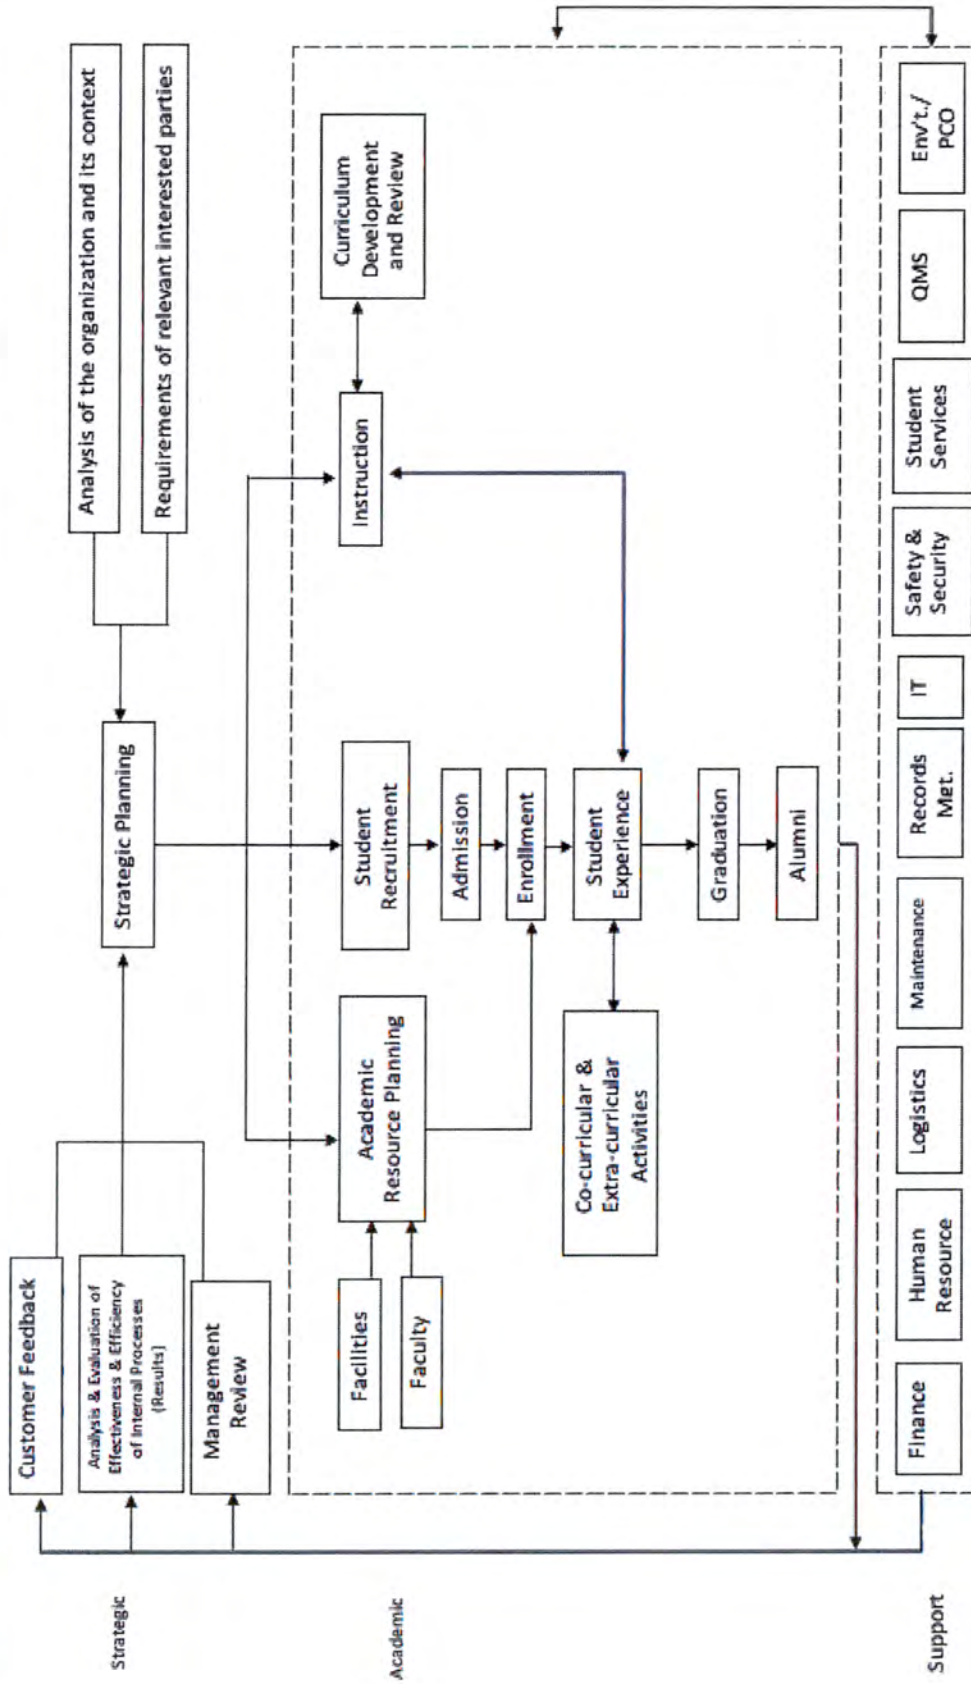 Strategic
Customer Feedback
Analysis & Evaluation of
Effectiveness & Efficiency
of Internal Processes
(Results)
Management
Review
Strategic Planning
Analysis of the organization and its context
Requirements of relevant interested parties
Academic
Facilities
Faculty
Academic
Resource Planning
Student
Recruitment
Admission
Enrollment
Student
Experience
Graduation
Alumni
Co-curricular &
Extra-curricular
Activities
Instruction
Curriculum
Development
and Review
Support
Finance
Human
Resource
Logistics
Maintenance
Records
Mgt.
IT
Safety &
Security
Student
Services
QMS
Env't./
PCO